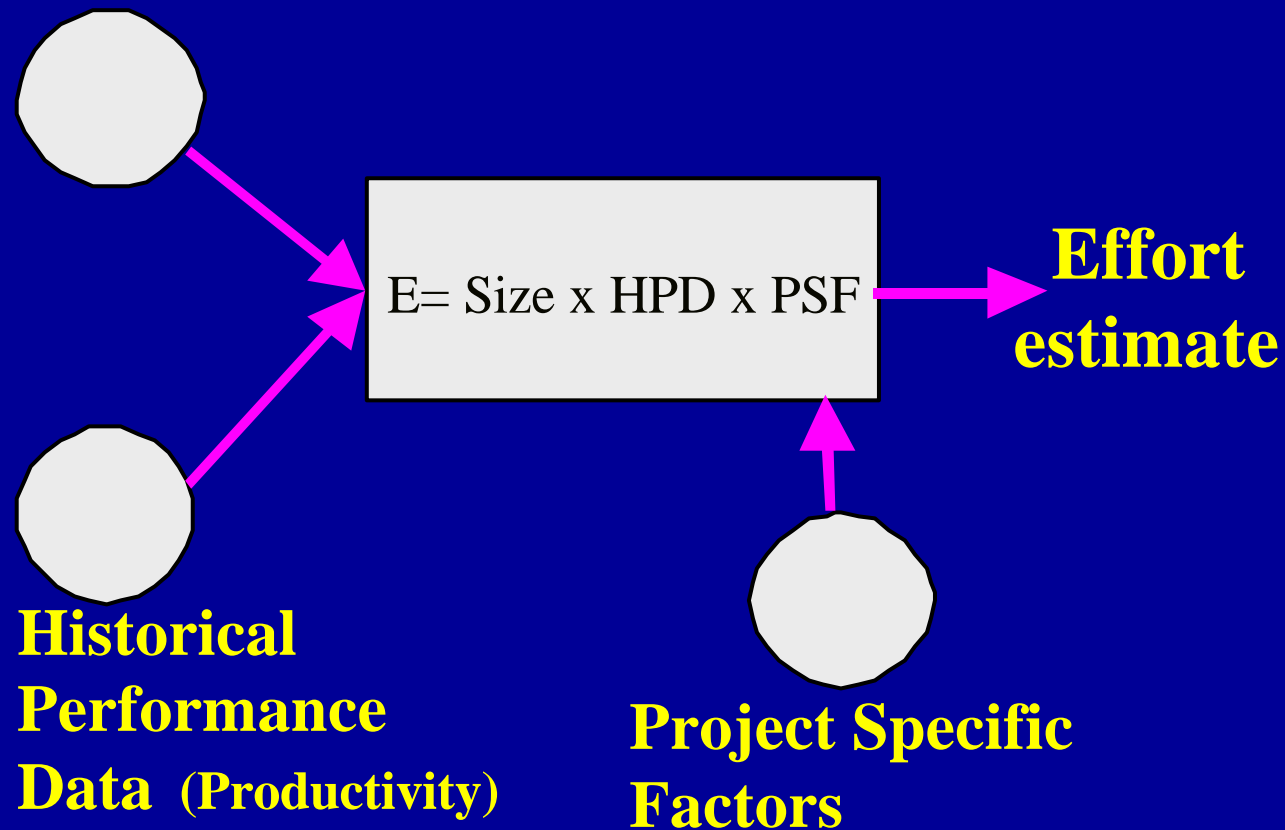 E= Size x HPD x PSF
Effort
estimate
Historical
Performance
Data (Productivity)
Project Specific
Factors